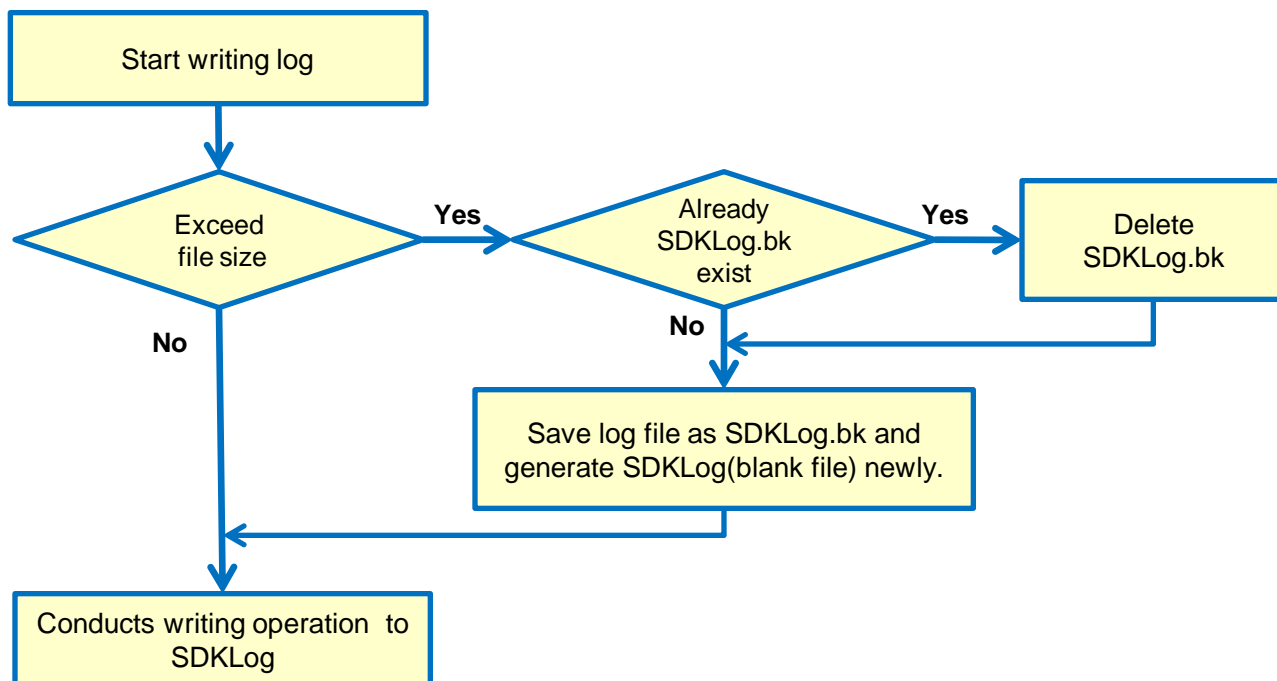 Start writing log
Exceed
file size
Yes
Already
SDKLog.bk
exist
Yes
Delete
SDKLog.bk
No
No
Save log file as SDKLog.bk and
generate SDKLog(blank file) newly.
Conducts writing operation  to
SDKLog